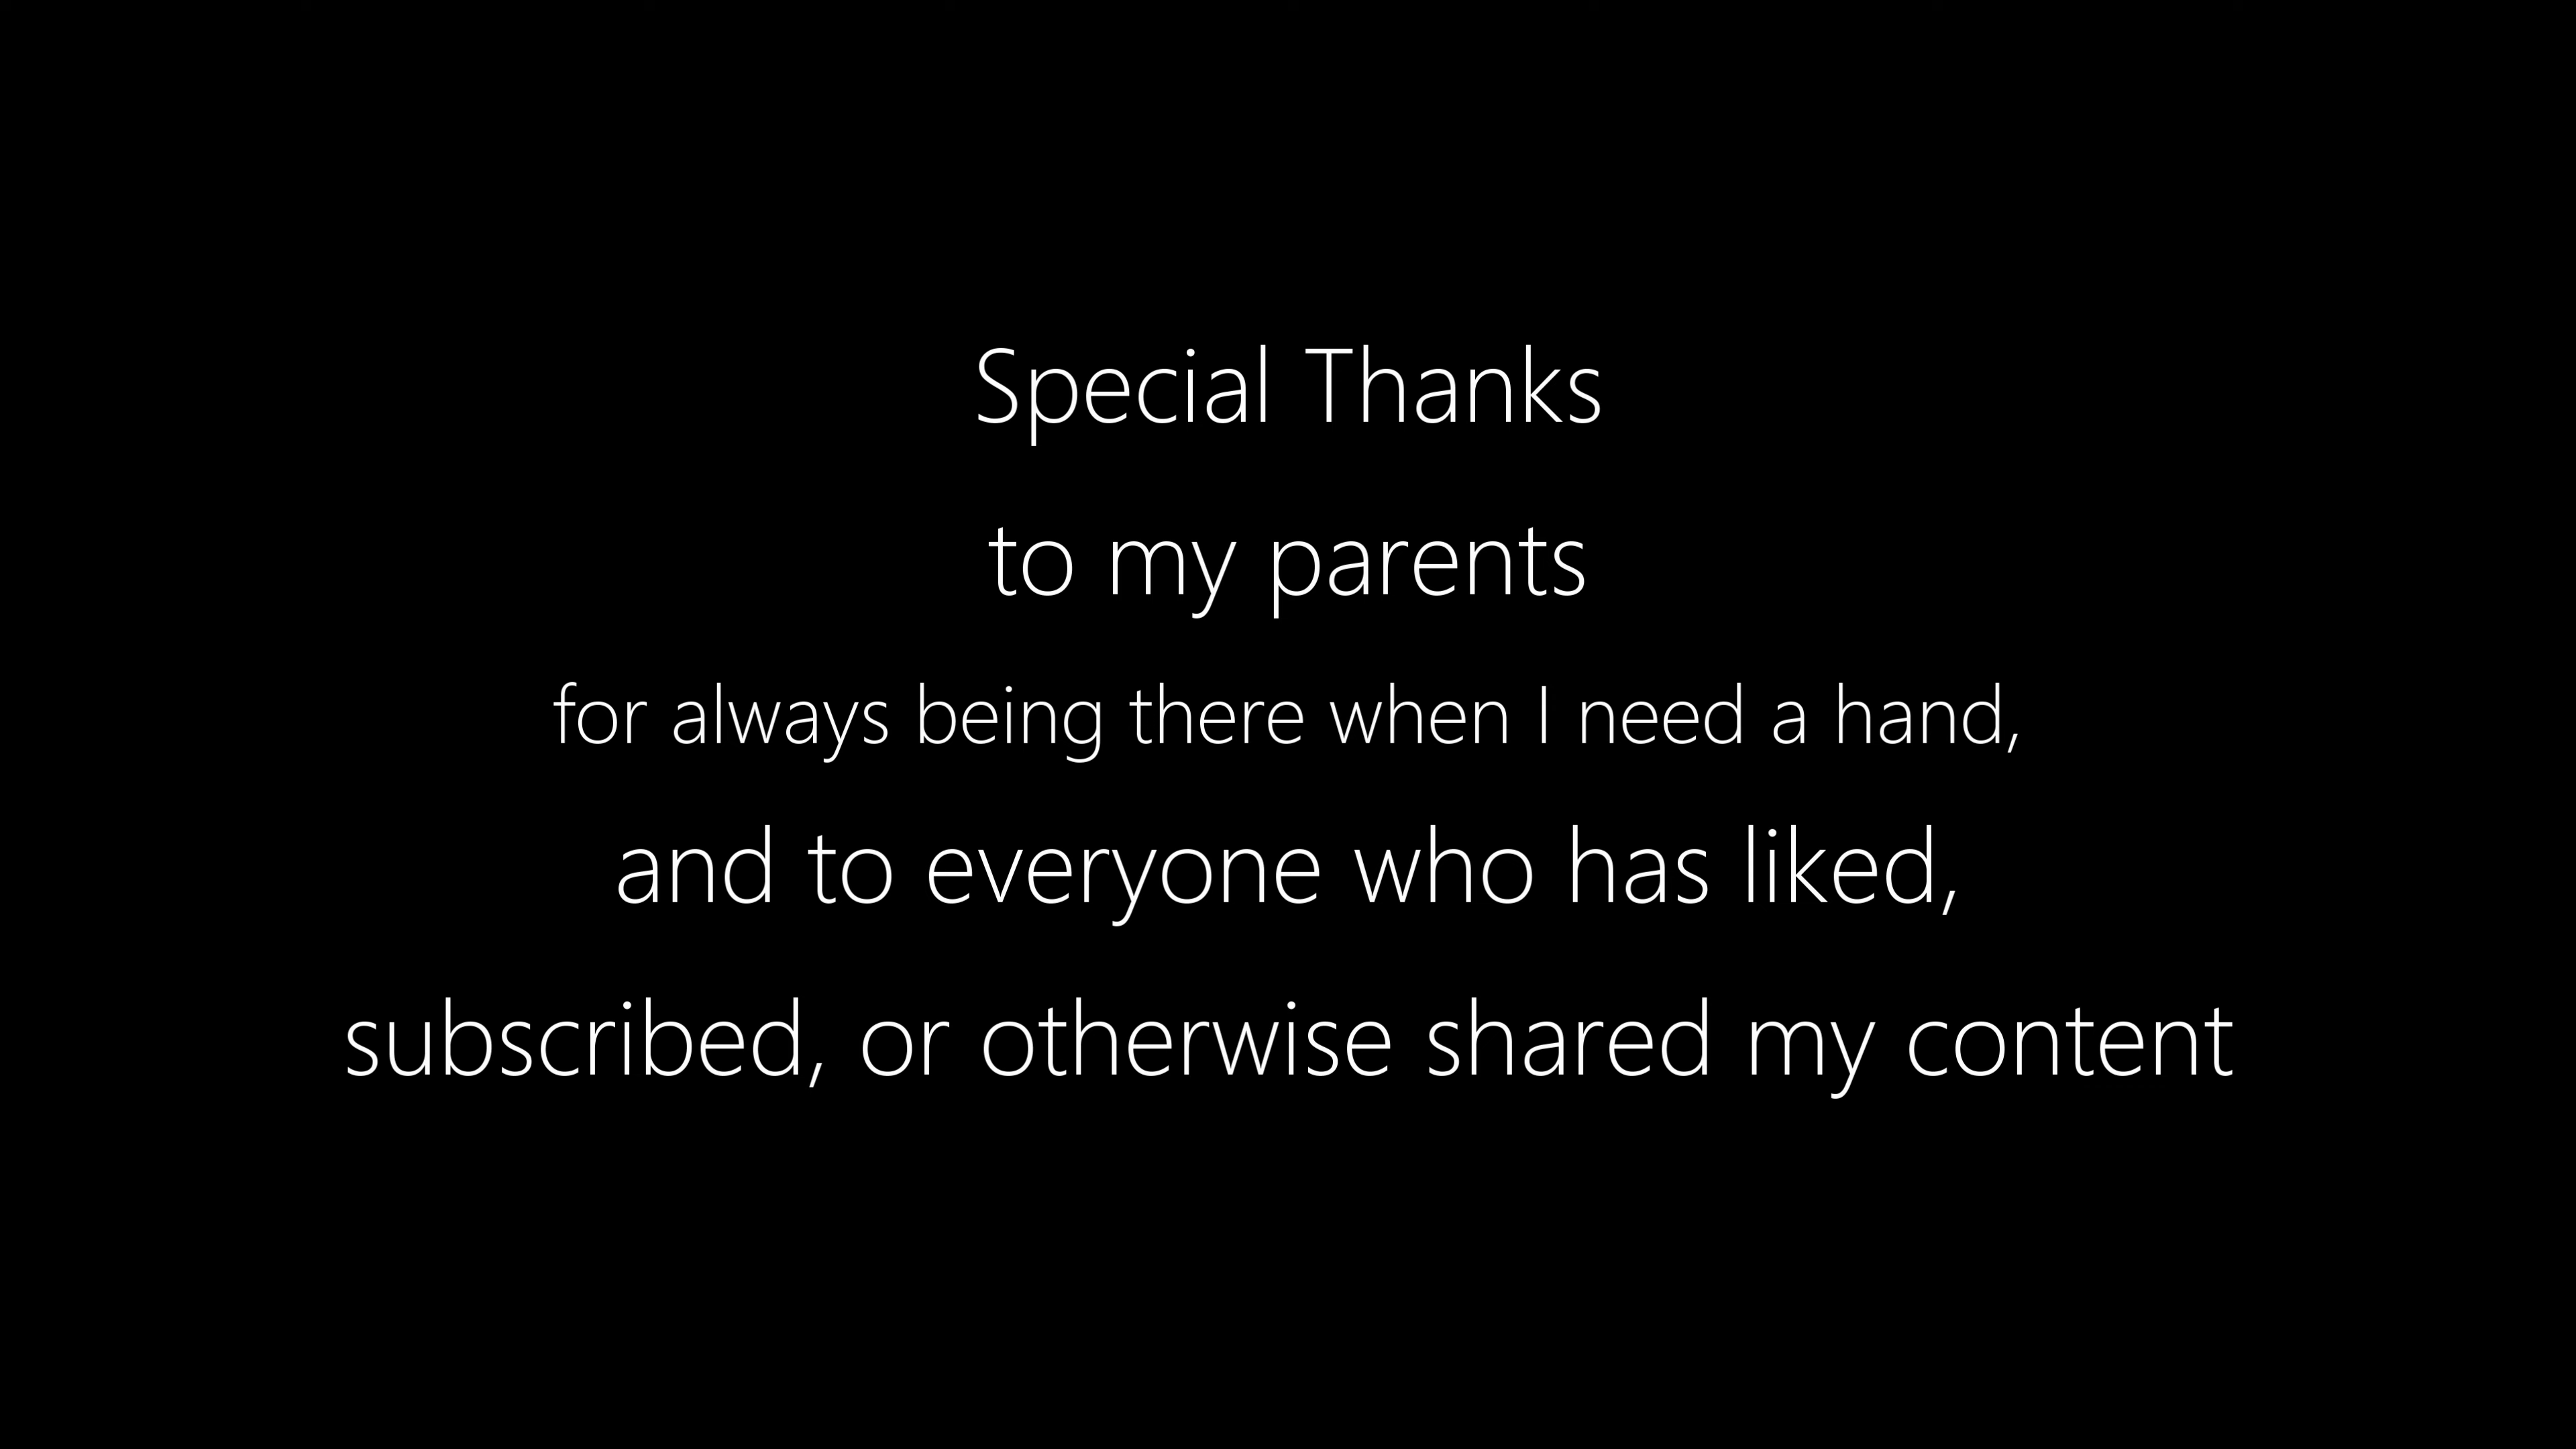 Special Thanks
to my parents
for always being there when I need a hand,
and to everyone who has liked,
subscribed, or otherwise shared my content